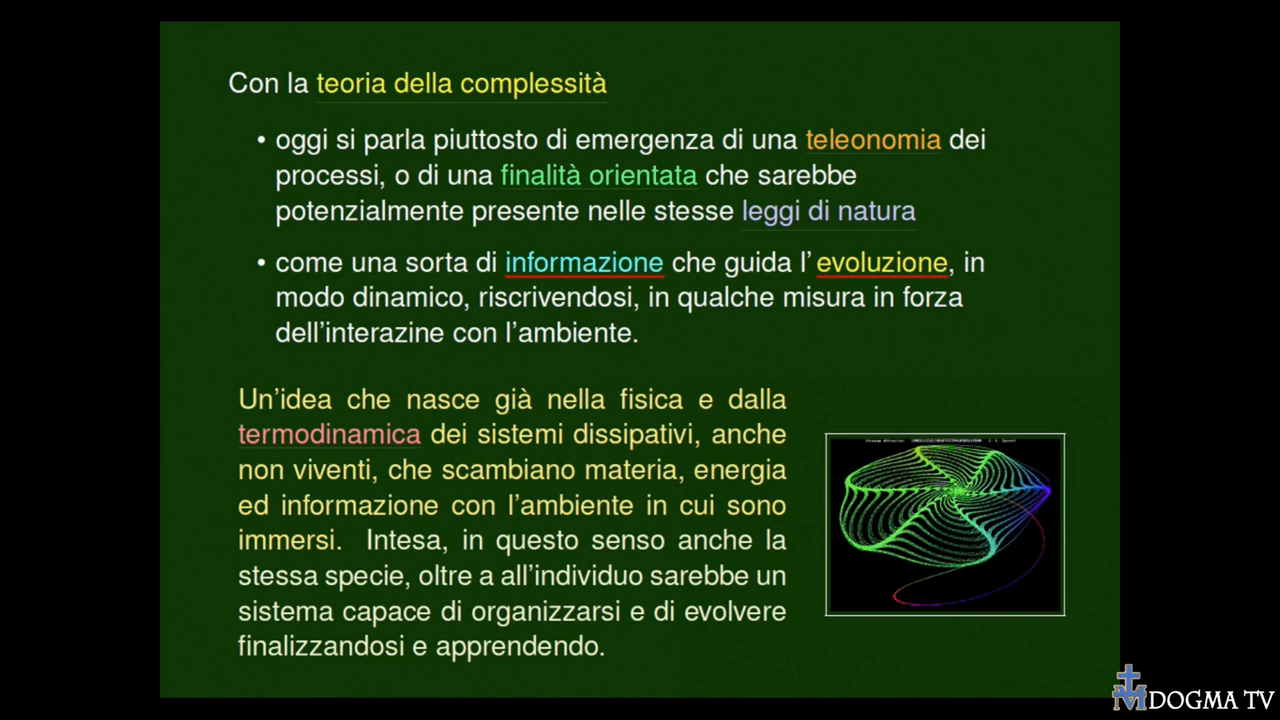 Con la teoria della complessità
• oggi si parla piuttosto di emergenza di una teleonomia dei
processi, o di una finalità orientata che sarebbe
potenzialmente presente nelle stesse leggi di natura
• come una sorta di informazione che guida l’evoluzione, in
modo dinamico, riscrivendosi, in qualche misura in forza
dell’interazine con l’ambiente.
Un’idea che nasce già nella fisica e dalla
termodinamica dei sistemi dissipativi, anche
non viventi, che scambiano materia, energia
ed informazione con l’ambiente in cui sono
immersi. Intesa, in questo senso anche la
stessa specie, oltre a all’individuo sarebbe un
sistema capace di organizzarsi e di evolvere
finalizzandosi e apprendendo.
DOGMA TV